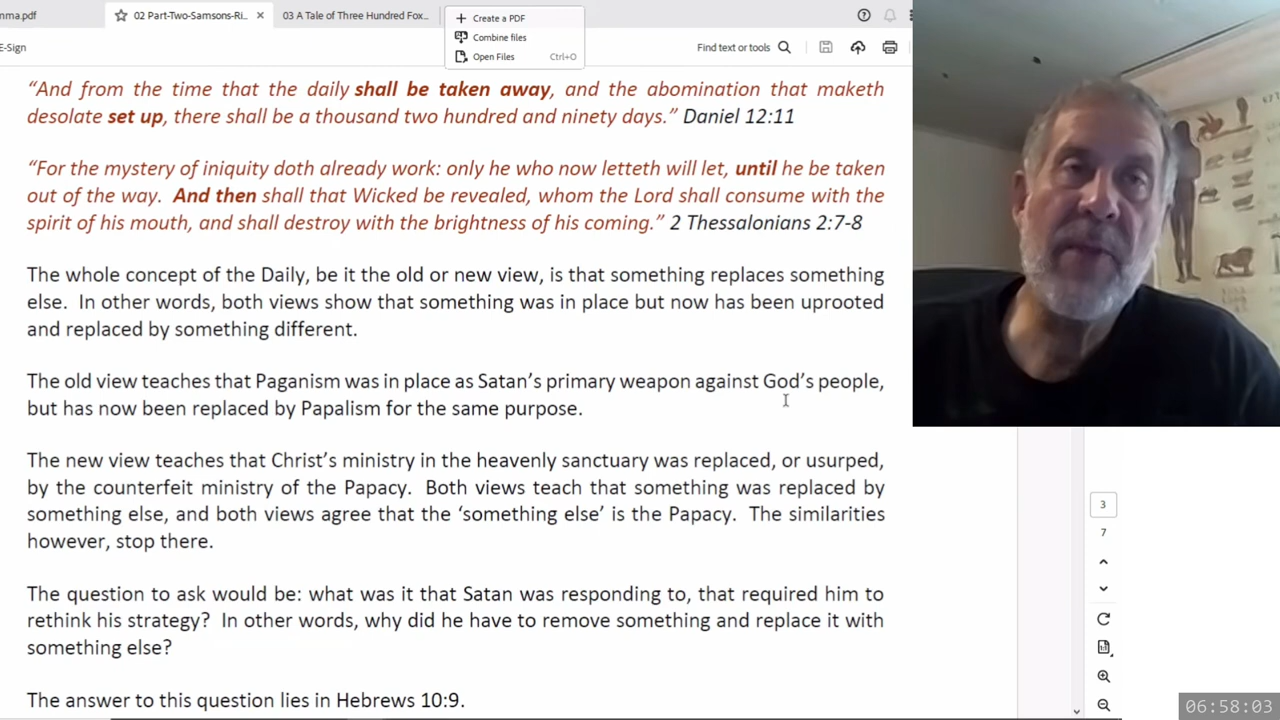 mma.pdf
02 Part-Two-Samsons-Ri... ×
03 A Tale of Three Hundred Fox...
+ Create a PDF
Combine files
Open Files Ctrl+O
E-Sign
Find text or tools
“And from the time that the daily shall be taken away, and the abomination that maketh
desolate set up, there shall be a thousand two hundred and ninety days.” Daniel 12:11
“For the mystery of iniquity doth already work: only he who now letteth will let, until he be taken
out of the way. And then shall that Wicked be revealed, whom the Lord shall consume with the
spirit of his mouth, and shall destroy with the brightness of his coming.” 2 Thessalonians 2:7-8
The whole concept of the Daily, be it the old or new view, is that something replaces something
else. In other words, both views show that something was in place but now has been uprooted
and replaced by something different.
The old view teaches that Paganism was in place as Satan’s primary weapon against God’s people,
but has now been replaced by Papalism for the same purpose.
The new view teaches that Christ’s ministry in the heavenly sanctuary was replaced, or usurped,
by the counterfeit ministry of the Papacy. Both views teach that something was replaced by
something else, and both views agree that the ‘something else’ is the Papacy. The similarities
however, stop there.
The question to ask would be: what was it that Satan was responding to, that required him to
rethink his strategy? In other words, why did he have to remove something and replace it with
something else?
The answer to this question lies in Hebrews 10:9.
3
7
06:58:03